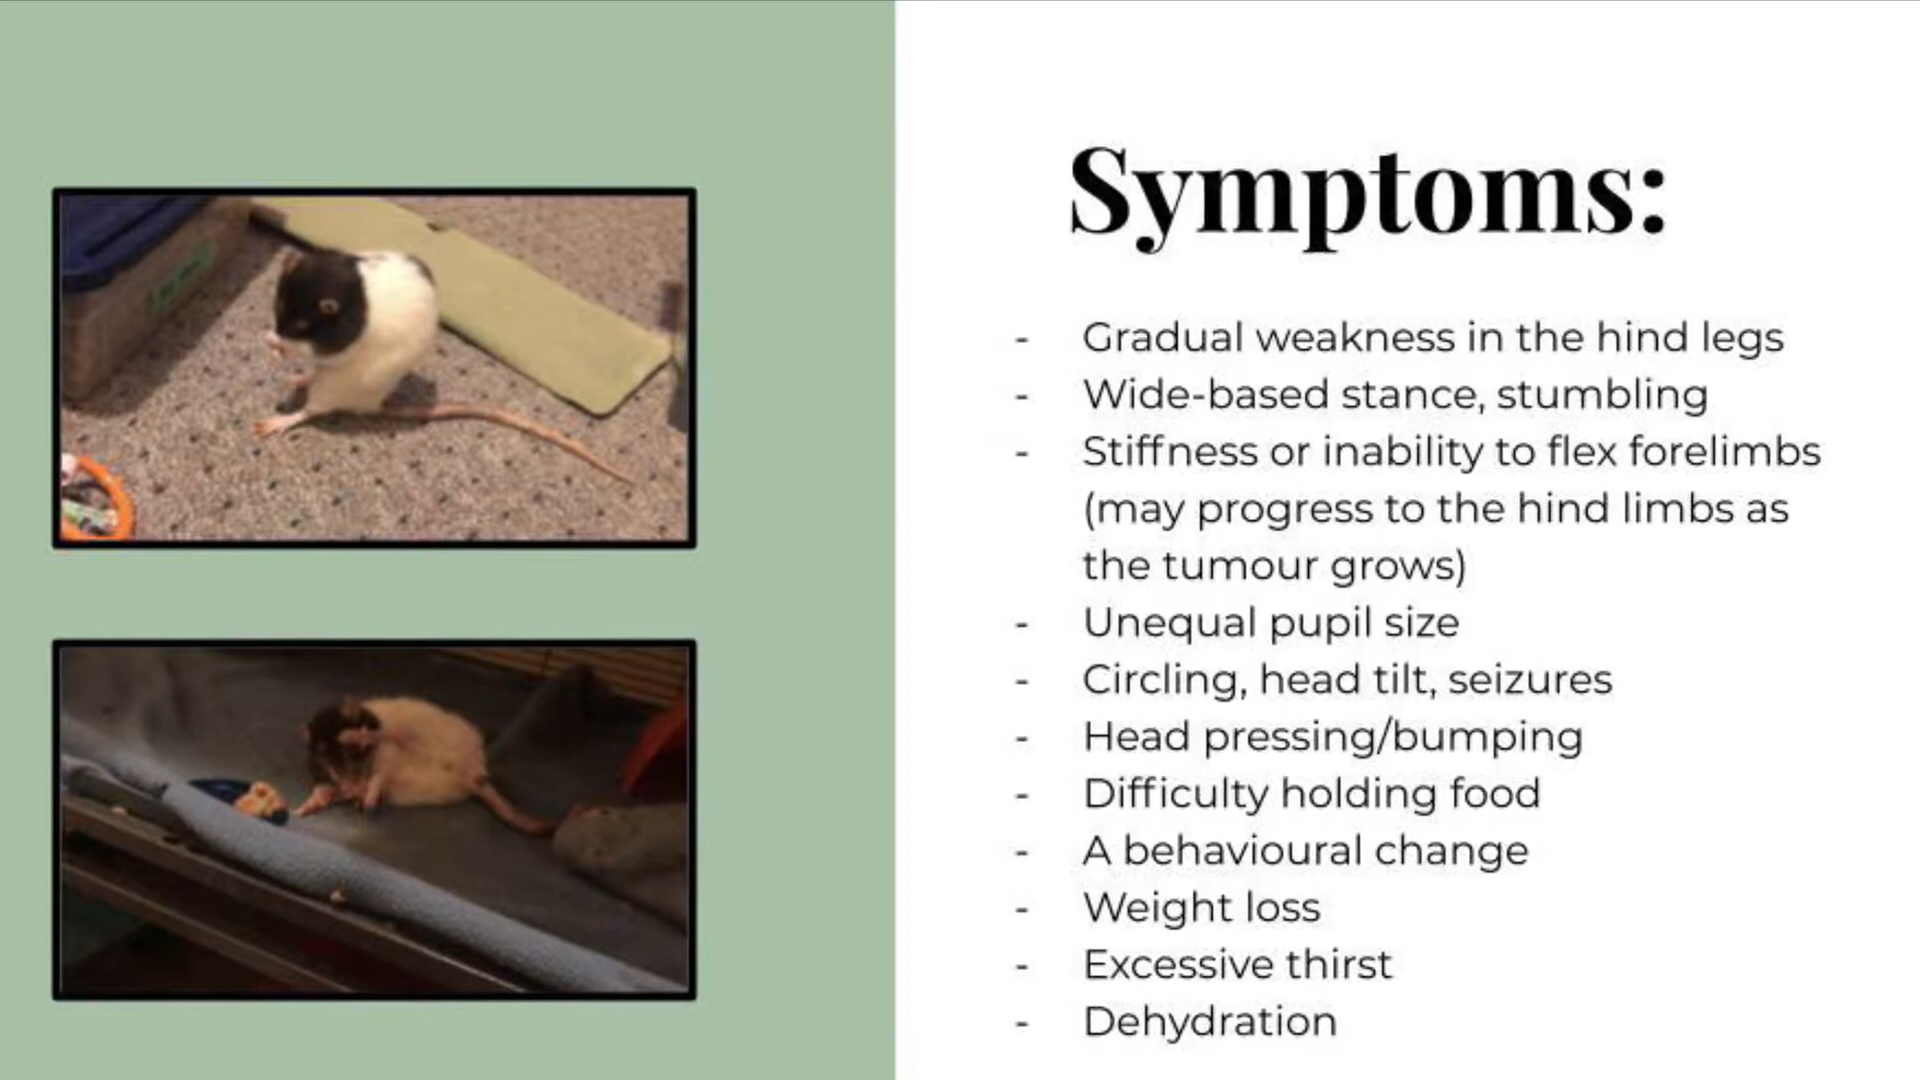 Symptoms:
- Gradual weakness in the hind legs
- Wide-based stance, stumbling
- Stiffness or inability to flex forelimbs
(may progress to the hind limbs as
the tumour grows)
- Unequal pupil size
- Circling, head tilt, seizures
- Head pressing/bumping
- Difficulty holding food
- A behavioural change
- Weight loss
- Excessive thirst
- Dehydration